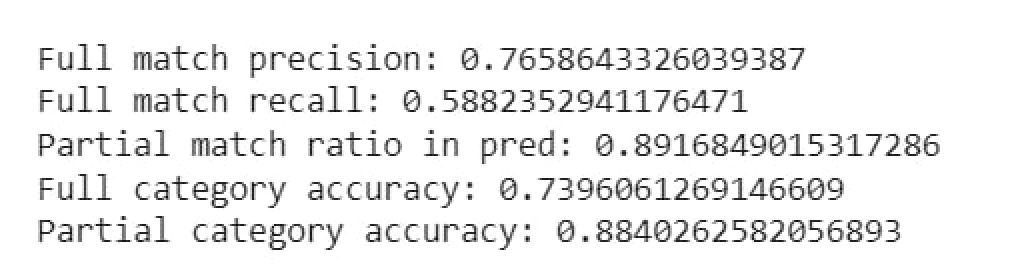 Full match precision: 0.7658643326039387
Full match recall: 0.5882352941176471
Partial match ratio in pred: 0.8916849015317286
Full category accuracy: 0.7396061269146609
Partial category accuracy: 0.8840262582056893